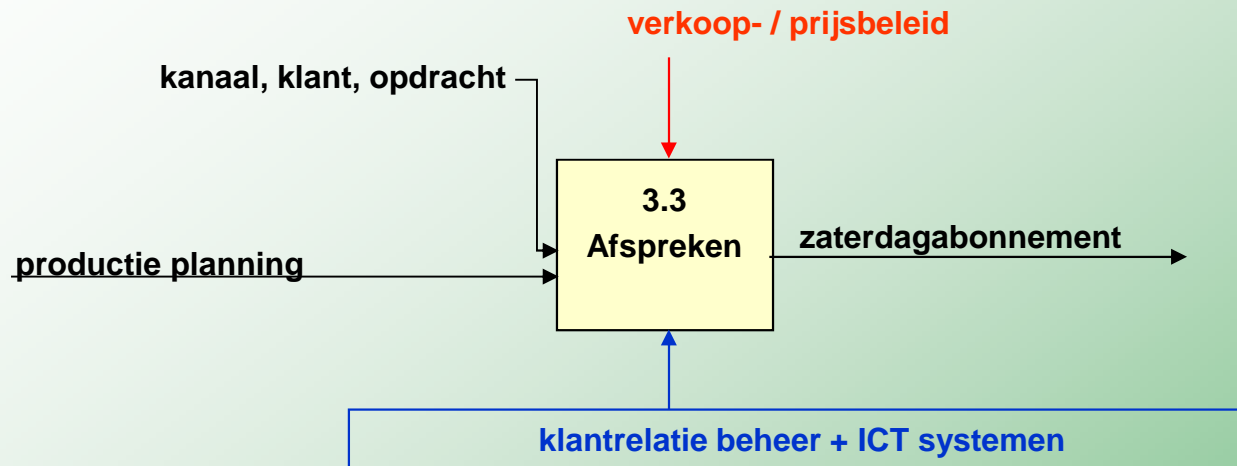 verkoop- / prijsbeleid
kanaal, klant, opdracht
3.3
Afspreken
zaterdagabonnement
productie planning
klantrelatie beheer + ICT systemen